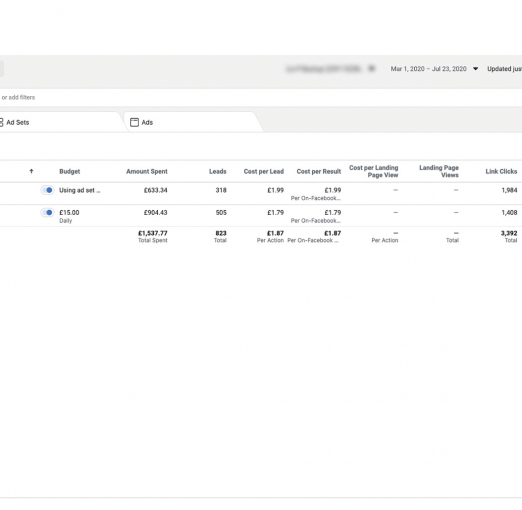 Mar 1, 2020 – Jul 23, 2020 Updated just
or add filters
Ad Sets Ads
Budget Amount Spent Leads Cost per Lead Cost per Result Cost per Landing Page View Landing Page Views Link Clicks
Using ad set ... £633.34 318 £1.99 £1.99 — — 1,984
Per On-Facebook...
£15.00 £904.43 505 £1.79 £1.79 — — 1,408
Daily Per On-Facebook...
£1,537.77 823 £1.87 £1.87 — — 3,392
Total Spent Total Per Action Per On-Facebook ... Per Action Total Total